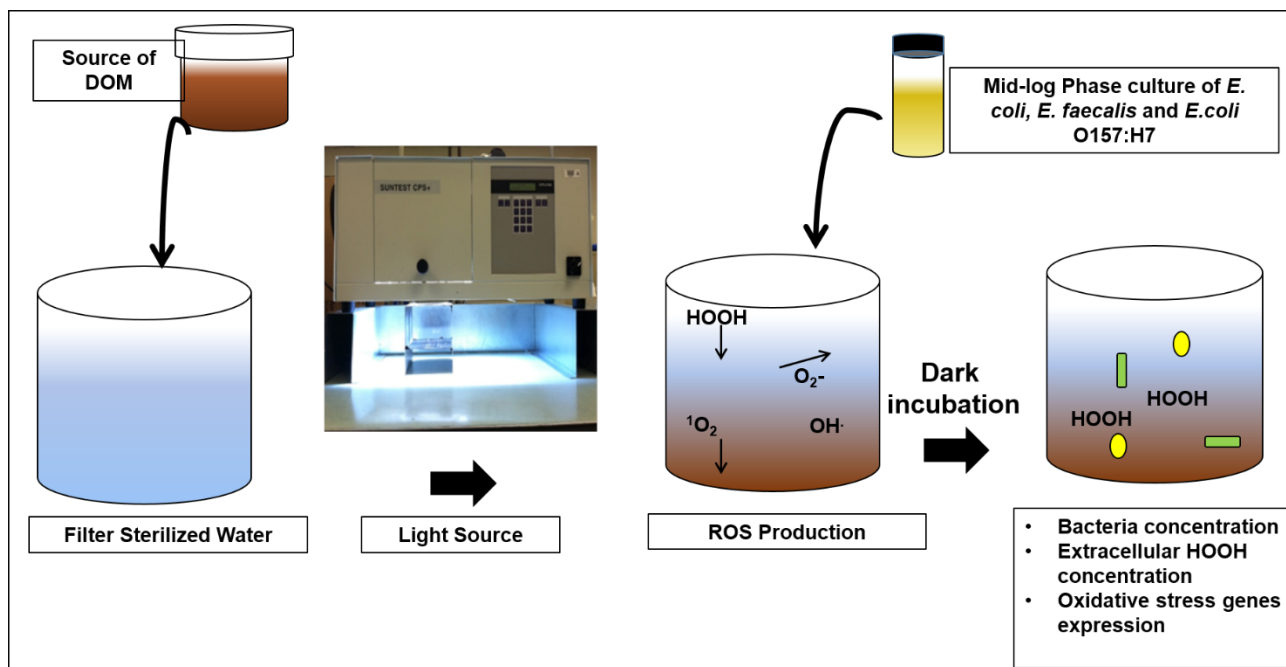 Source of
DOM
Mid-log Phase culture of E.
coli, E. faecalis and E.coli
O157:H7
SUNTEST CPS+
HOOH
O₂-
¹O₂
OH·
Dark
incubation
HOOH
HOOH
Filter Sterilized Water
Light Source
ROS Production
• Bacteria concentration
• Extracellular HOOH
concentration
• Oxidative stress genes
expression